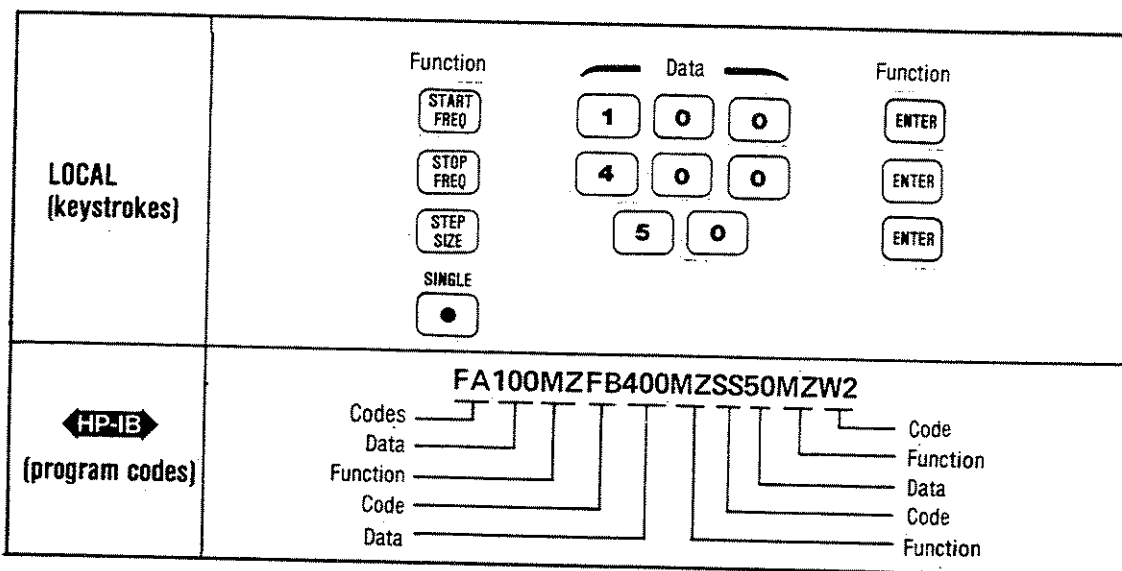 Function Data Function
START FREQ 1 0 0 ENTER
STOP FREQ 4 0 0 ENTER
STEP SIZE 5 0 ENTER
SINGLE
LOCAL
(keystrokes)
HP-IB
(program codes)
FA100MZFB400MZSS50MZW2
Codes
Data
Function
Code
Data
Code
Function
Data
Code
Function